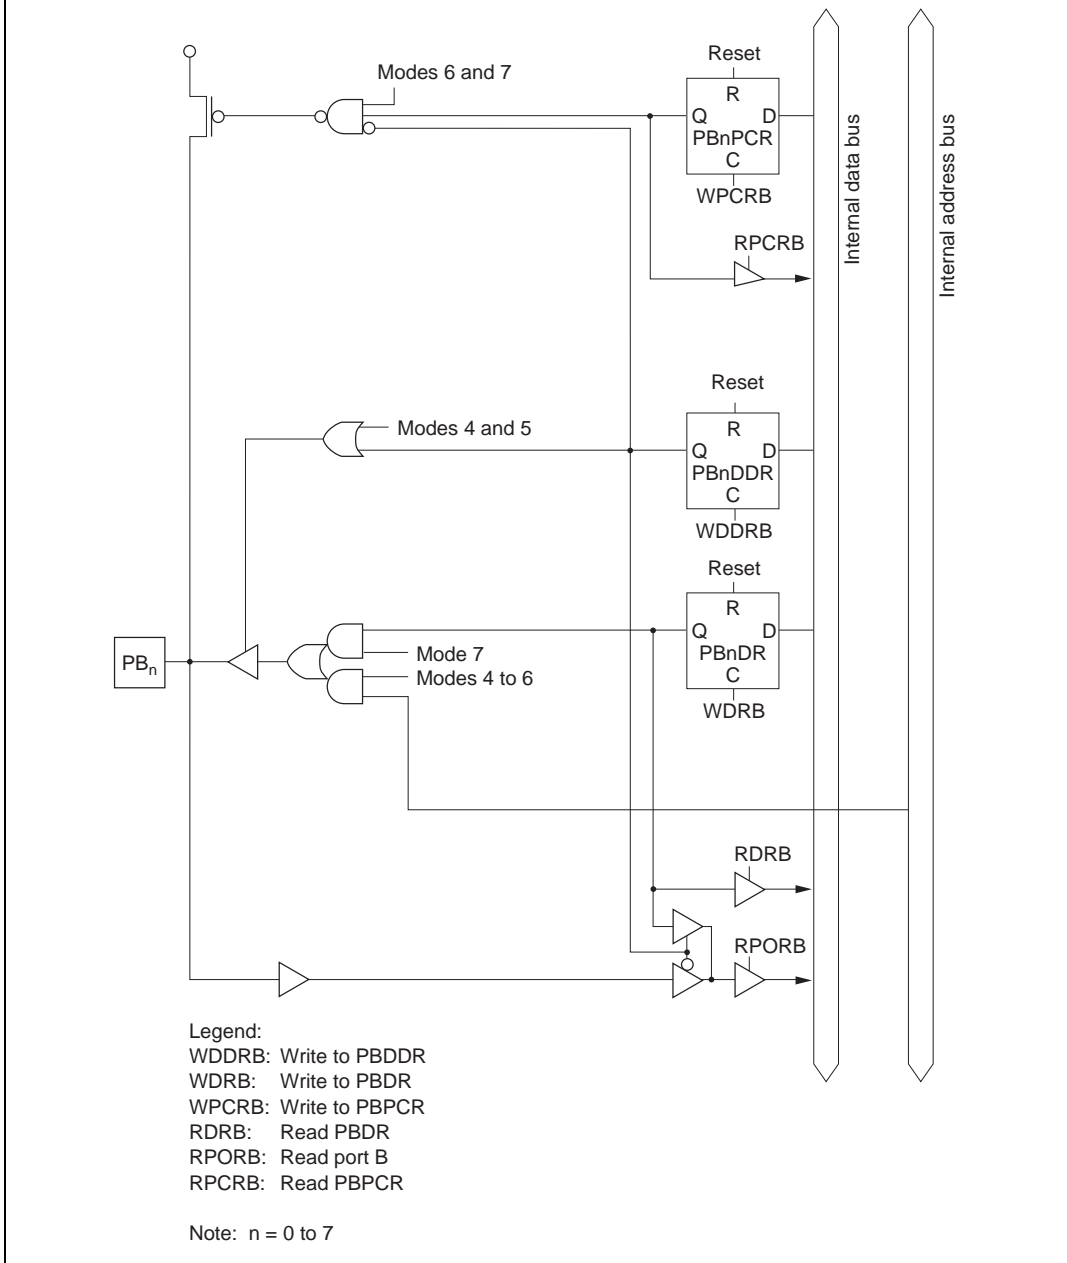 Reset
Modes 6 and 7
R
Q D
PBnPCR
C
WPCRB
RPCRB
Internal data bus
Internal address bus
Reset
Modes 4 and 5
R
Q D
PBnDDR
C
WDDRB
Reset
R
Q D
PBnDR
C
WDRB
PBn
Mode 7
Modes 4 to 6
RDRB
RPORB
Legend:
WDDRB: Write to PBDDR
WDRB: Write to PBDR
WPCRB: Write to PBPCR
RDRB: Read PBDR
RPORB: Read port B
RPCRB: Read PBPCR
Note: n = 0 to 7